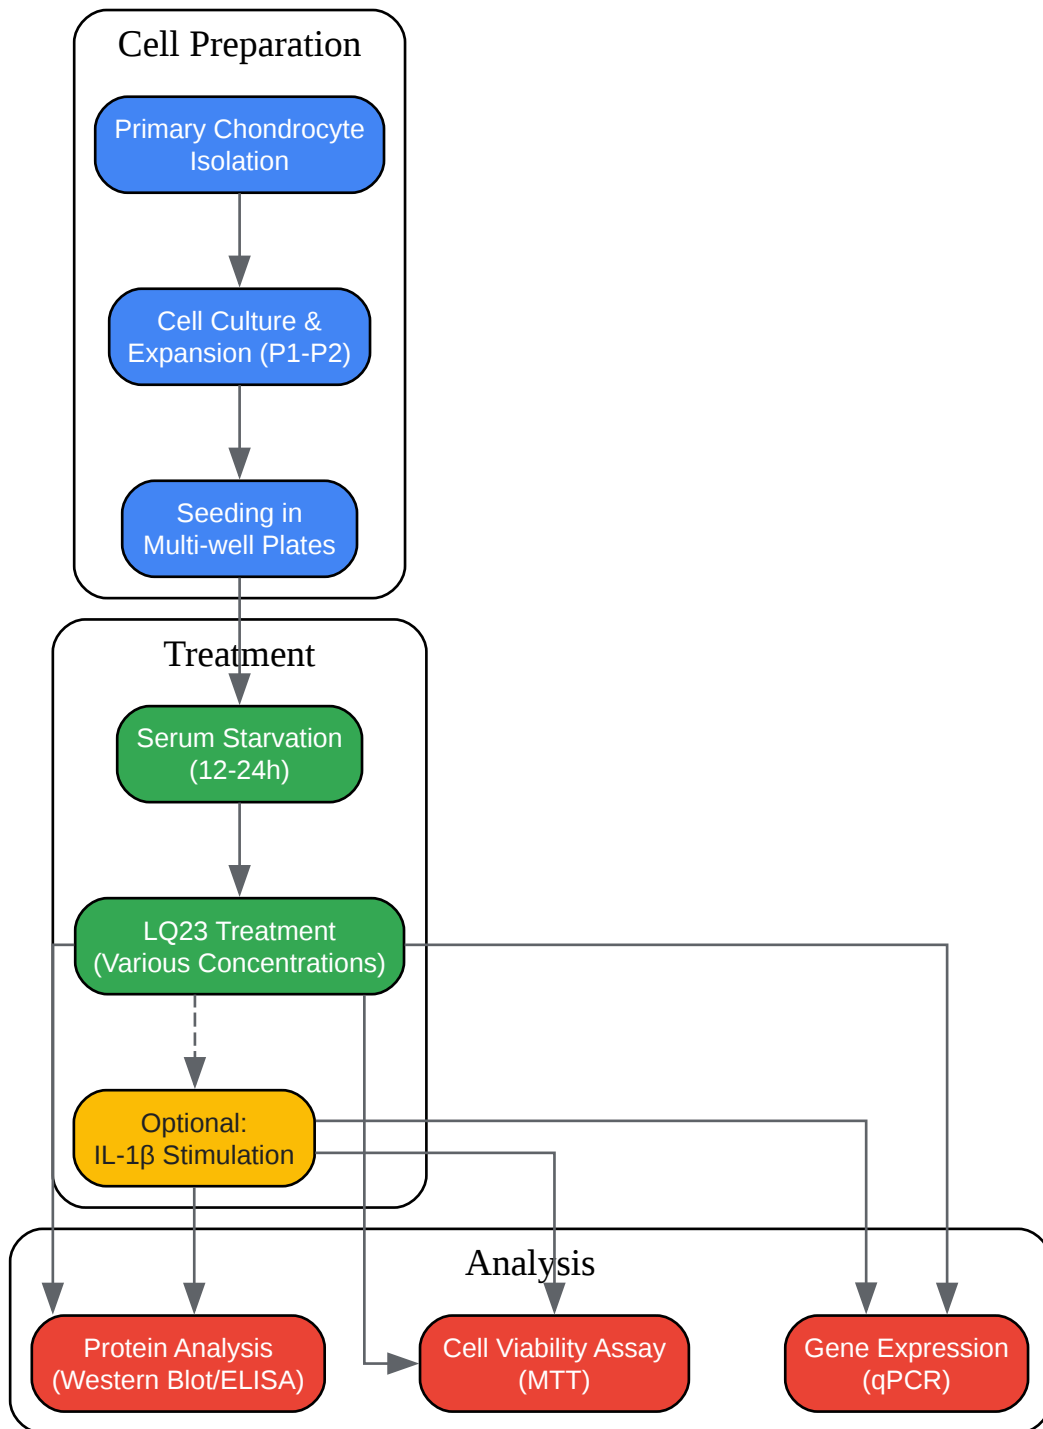 Cell Preparation
Primary Chondrocyte
Isolation
Cell Culture &
Expansion (P1-P2)
Seeding in
Multi-well Plates
Treatment
Serum Starvation
(12-24h)
LQ23 Treatment
(Various Concentrations)
Optional:
IL-1β Stimulation
Analysis
Protein Analysis
(Western Blot/ELISA)
Cell Viability Assay
(MTT)
Gene Expression
(qPCR)